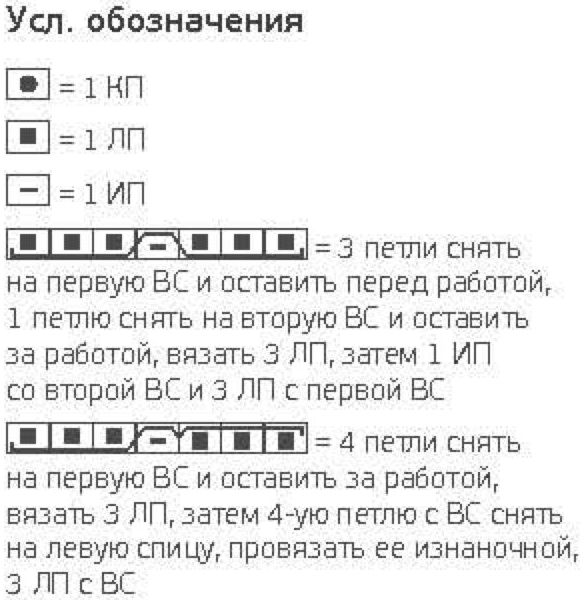 Усл. обозначения
= 1 КП
= 1 ЛП
= 1 ИП
= 3 петли снять
на первую ВС и оставить перед работой,
1 петлю снять на вторую ВС и оставить
за работой, вязать 3 ЛП, затем 1 ИП
со второй ВС и 3 ЛП с первой ВС
= 4 петли снять
на первую ВС и оставить за работой,
вязать 3 ЛП, затем 4-ую петлю с ВС снять
на левую спицу, провязать ее изнаночной,
3 ЛП с ВС